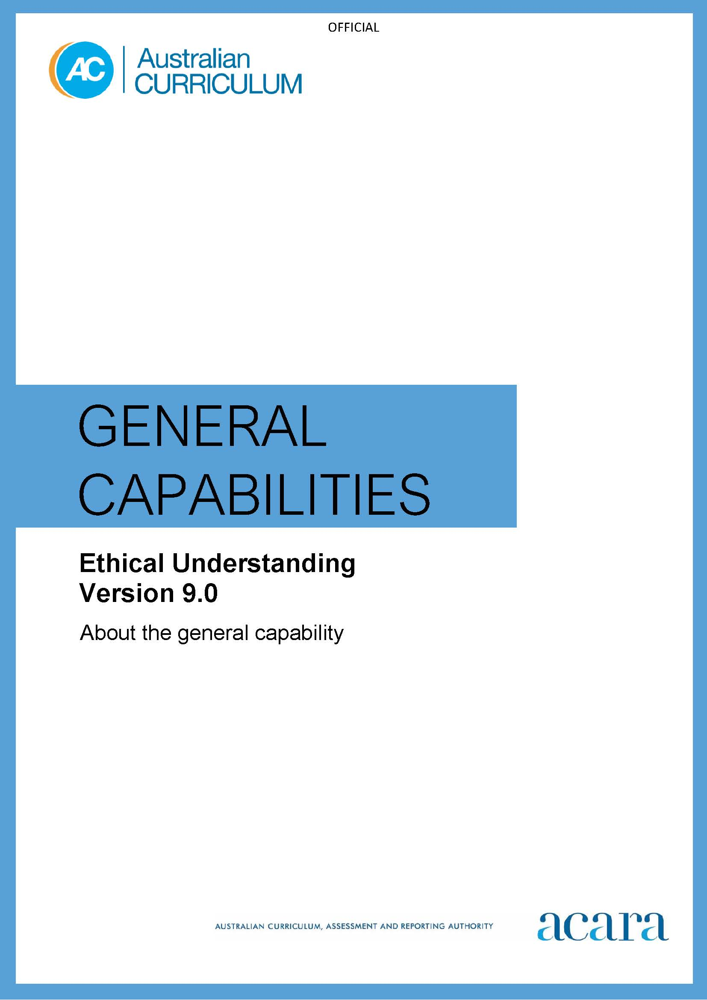 OFFICIAL
AC
Australian
CURRICULUM
GENERAL
CAPABILITIES
Ethical Understanding
Version 9.0
About the general capability
AUSTRALIAN CURRICULUM, ASSESSMENT AND REPORTING AUTHORITY
acara